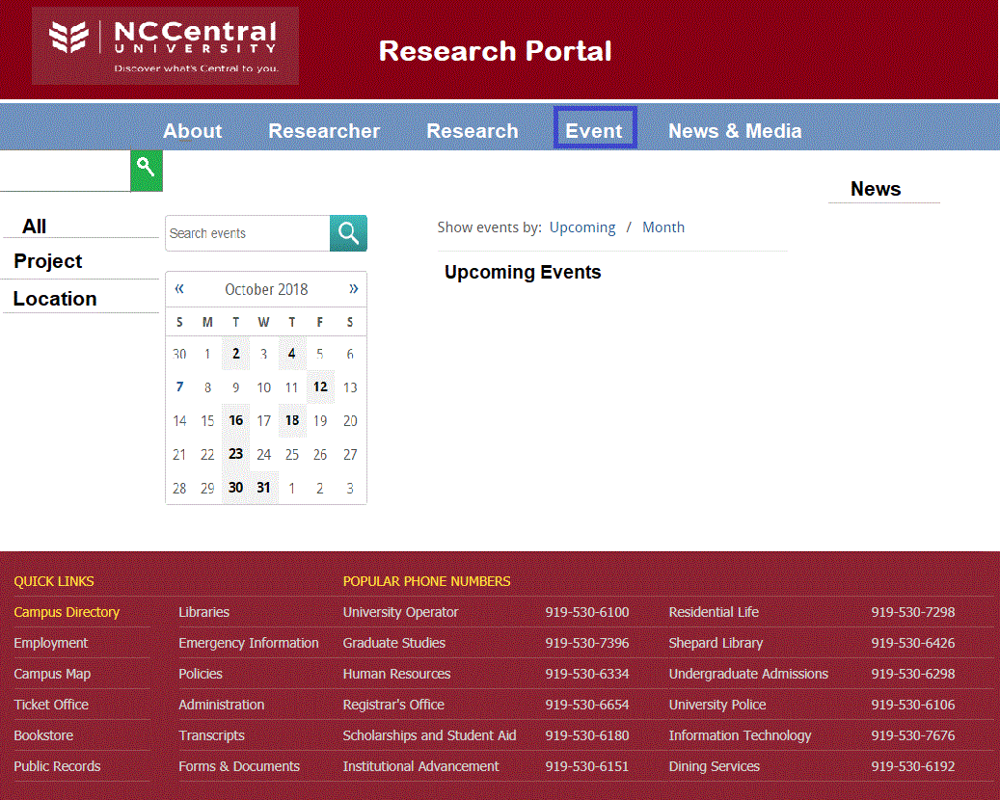 NCCentral
UNIVERSITY
Discover what's Central to you.
Research Portal
About Researcher Research Event News & Media
News
All
Project
Location
Search events
« October 2018 »
S M T W T F S
30 1 2 3 4 5 6
7 8 9 10 11 12 13
14 15 16 17 18 19 20
21 22 23 24 25 26 27
28 29 30 31 1 2 3
Show events by: Upcoming / Month
Upcoming Events
QUICK LINKS POPULAR PHONE NUMBERS
Campus Directory Libraries University Operator 919-530-6100 Residential Life 919-530-7298
Employment Emergency Information Graduate Studies 919-530-7396 Shepard Library 919-530-6426
Campus Map Policies Human Resources 919-530-6334 Undergraduate Admissions 919-530-6298
Ticket Office Administration Registrar's Office 919-530-6654 University Police 919-530-6106
Bookstore Transcripts Scholarships and Student Aid 919-530-6180 Information Technology 919-530-7676
Public Records Forms & Documents Institutional Advancement 919-530-6151 Dining Services 919-530-6192